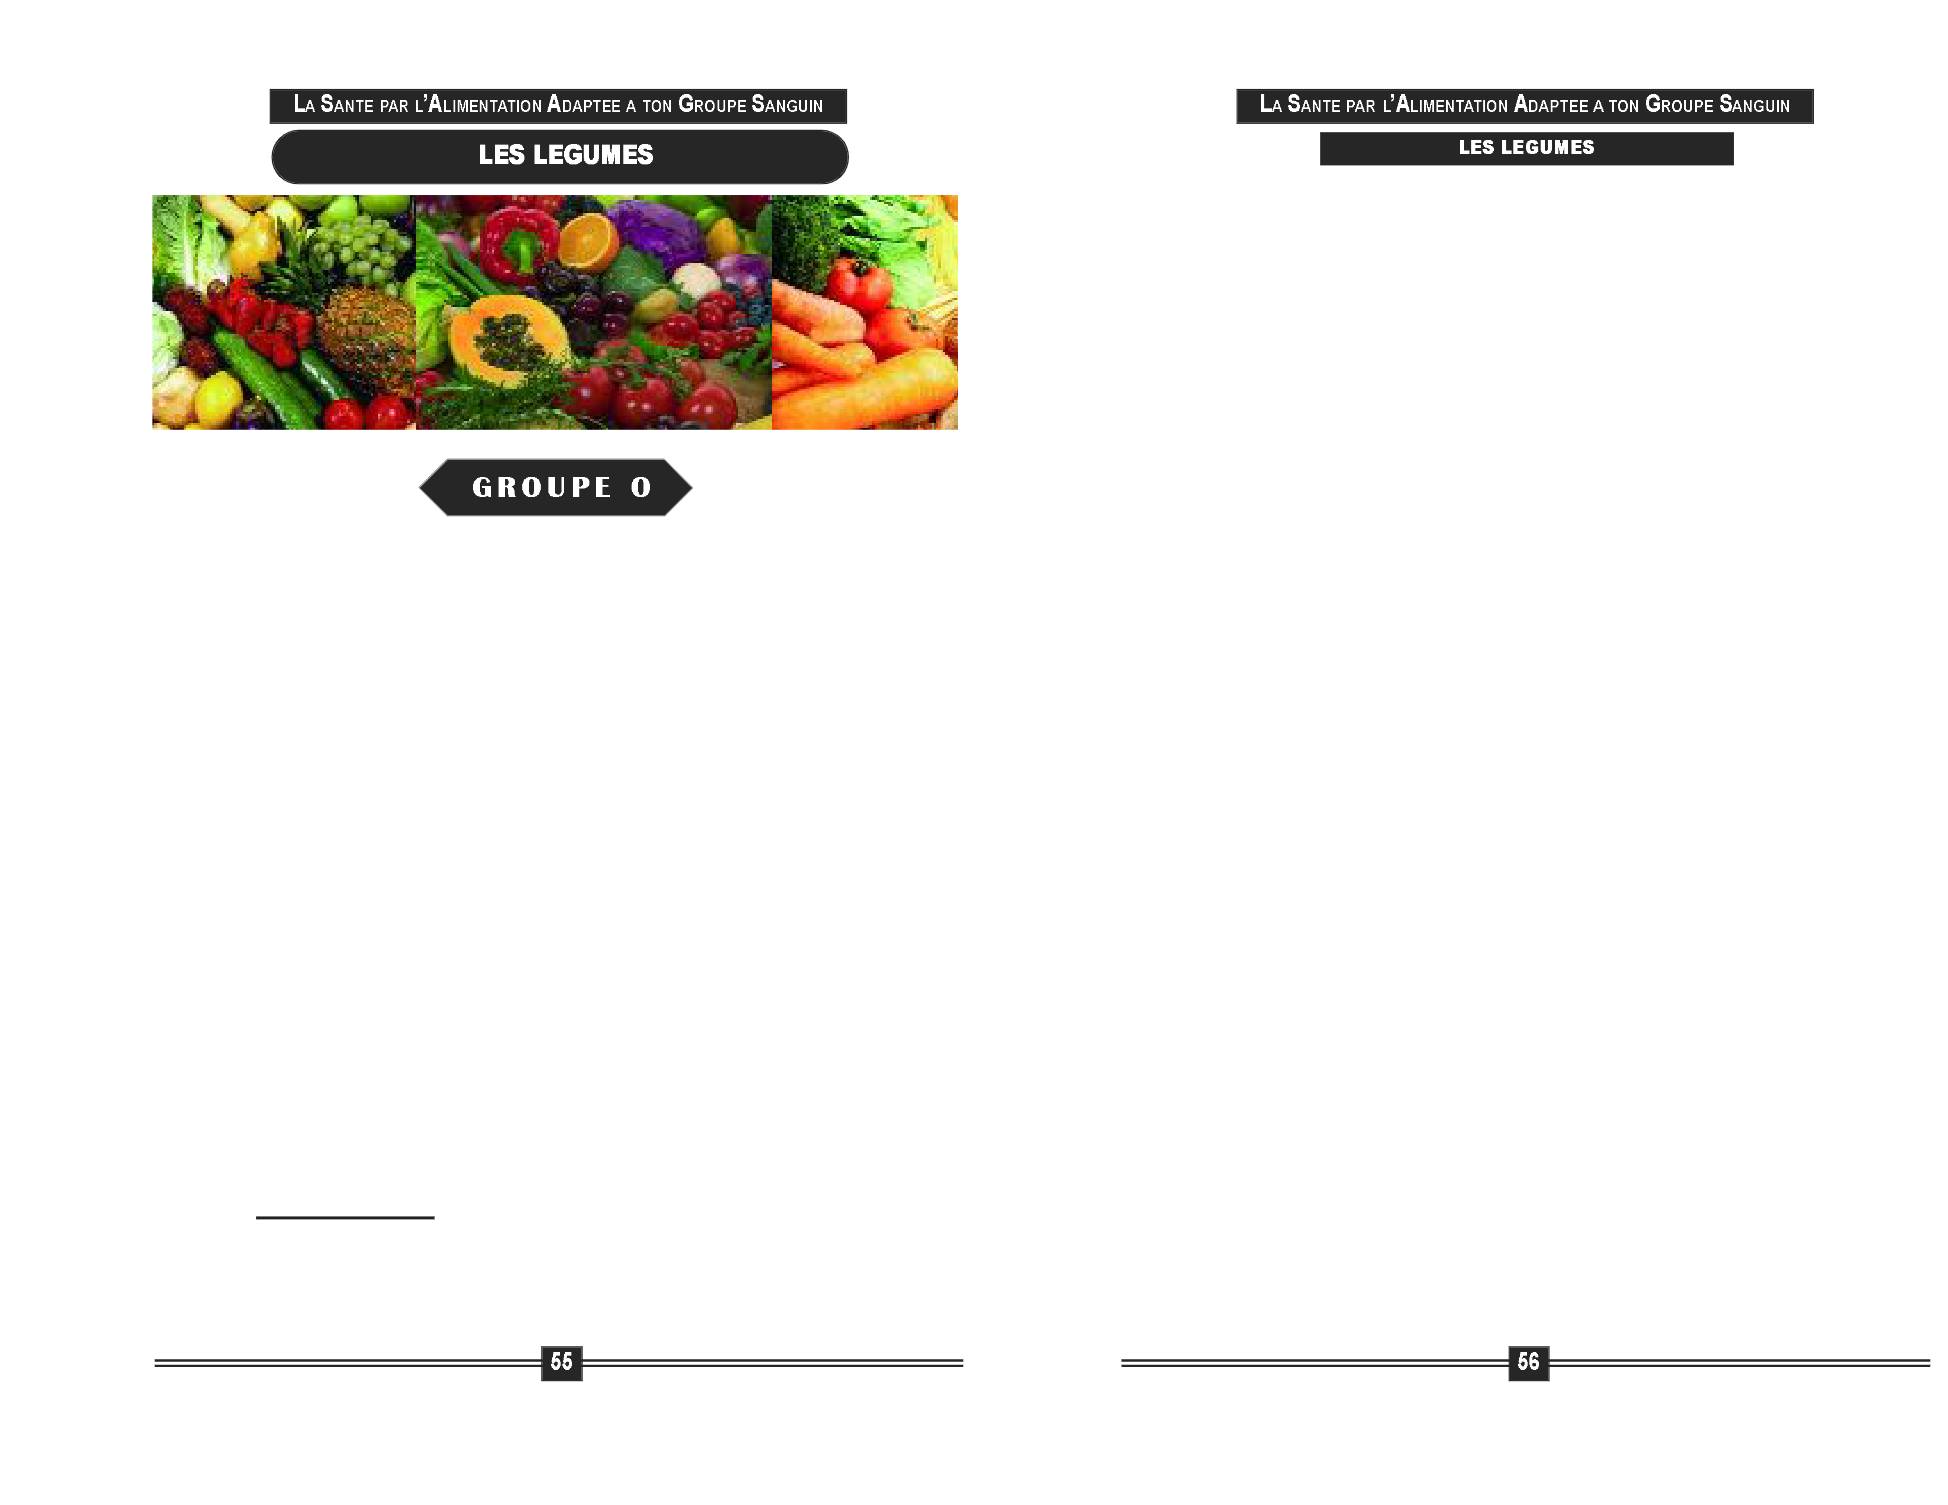 LA SANTE PAR L'ALIMENTATION ADAPTEE A TON GROUPE SANGUIN
LES LEGUMES
GROUPE O
55
LA SANTE PAR L'ALIMENTATION ADAPTEE A TON GROUPE SANGUIN
LES LEGUMES
56